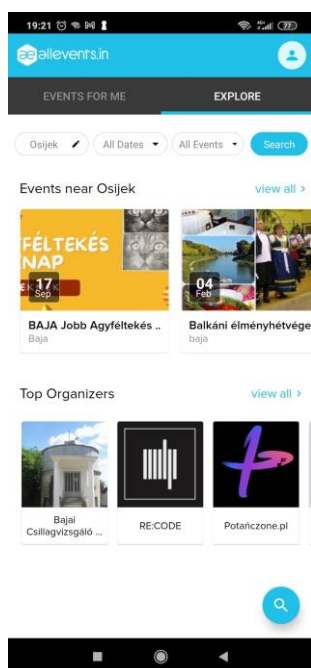 19:21
4G+
77
ae allevents.in
EVENTS FOR ME
EXPLORE
Osijek
All Dates
All Events
Search
Events near Osijek
view all >
FÉLTEKÉS
NAP
17
Sep
04
Feb
BAJA Jobb Agyféltekés ..
Baja
Balkáni élményhétvége
baja
Top Organizers
view all >
Bajai
Csillagvizsgáló ...
RE:CODE
Potańczone.pl